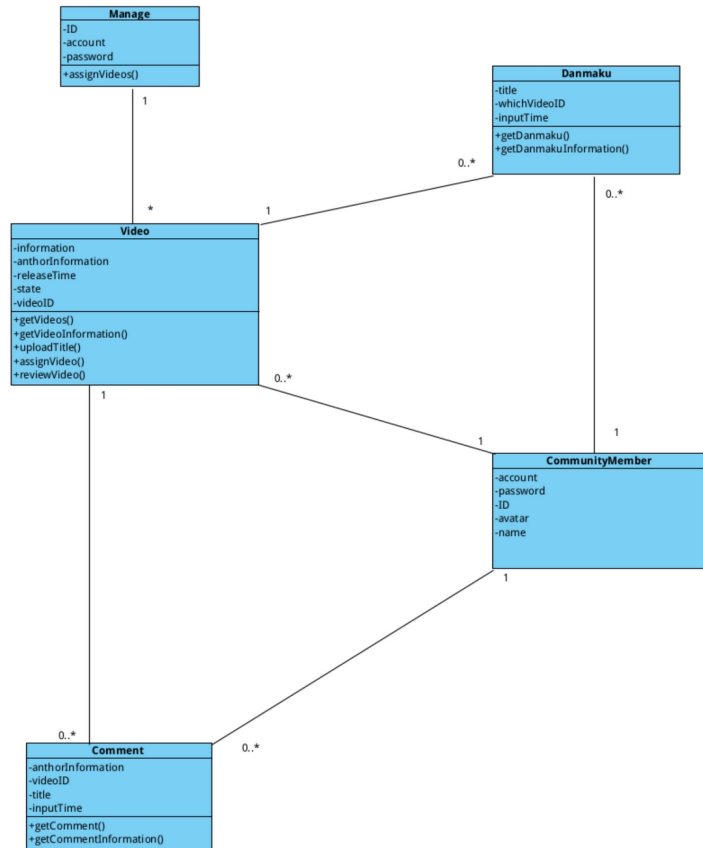 Manage
-ID
-account
-password
+assignVideos()
1
*
Danmaku
-title
-whichVideoID
-inputTime
+getDanmaku()
+getDanmakuInformation()
0..*
1
0..*
Video
-information
-anthorInformation
-releaseTime
-state
-videoID
+getVideos()
+getVideoInformation()
+uploadTitle()
+assignVideo()
+reviewVideo()
1
0..*
1
1
CommunityMember
-account
-password
-ID
-avatar
-name
1
0..*
0..*
Comment
-anthorInformation
-videoID
-title
-inputTime
+getComment()
+getCommentInformation()